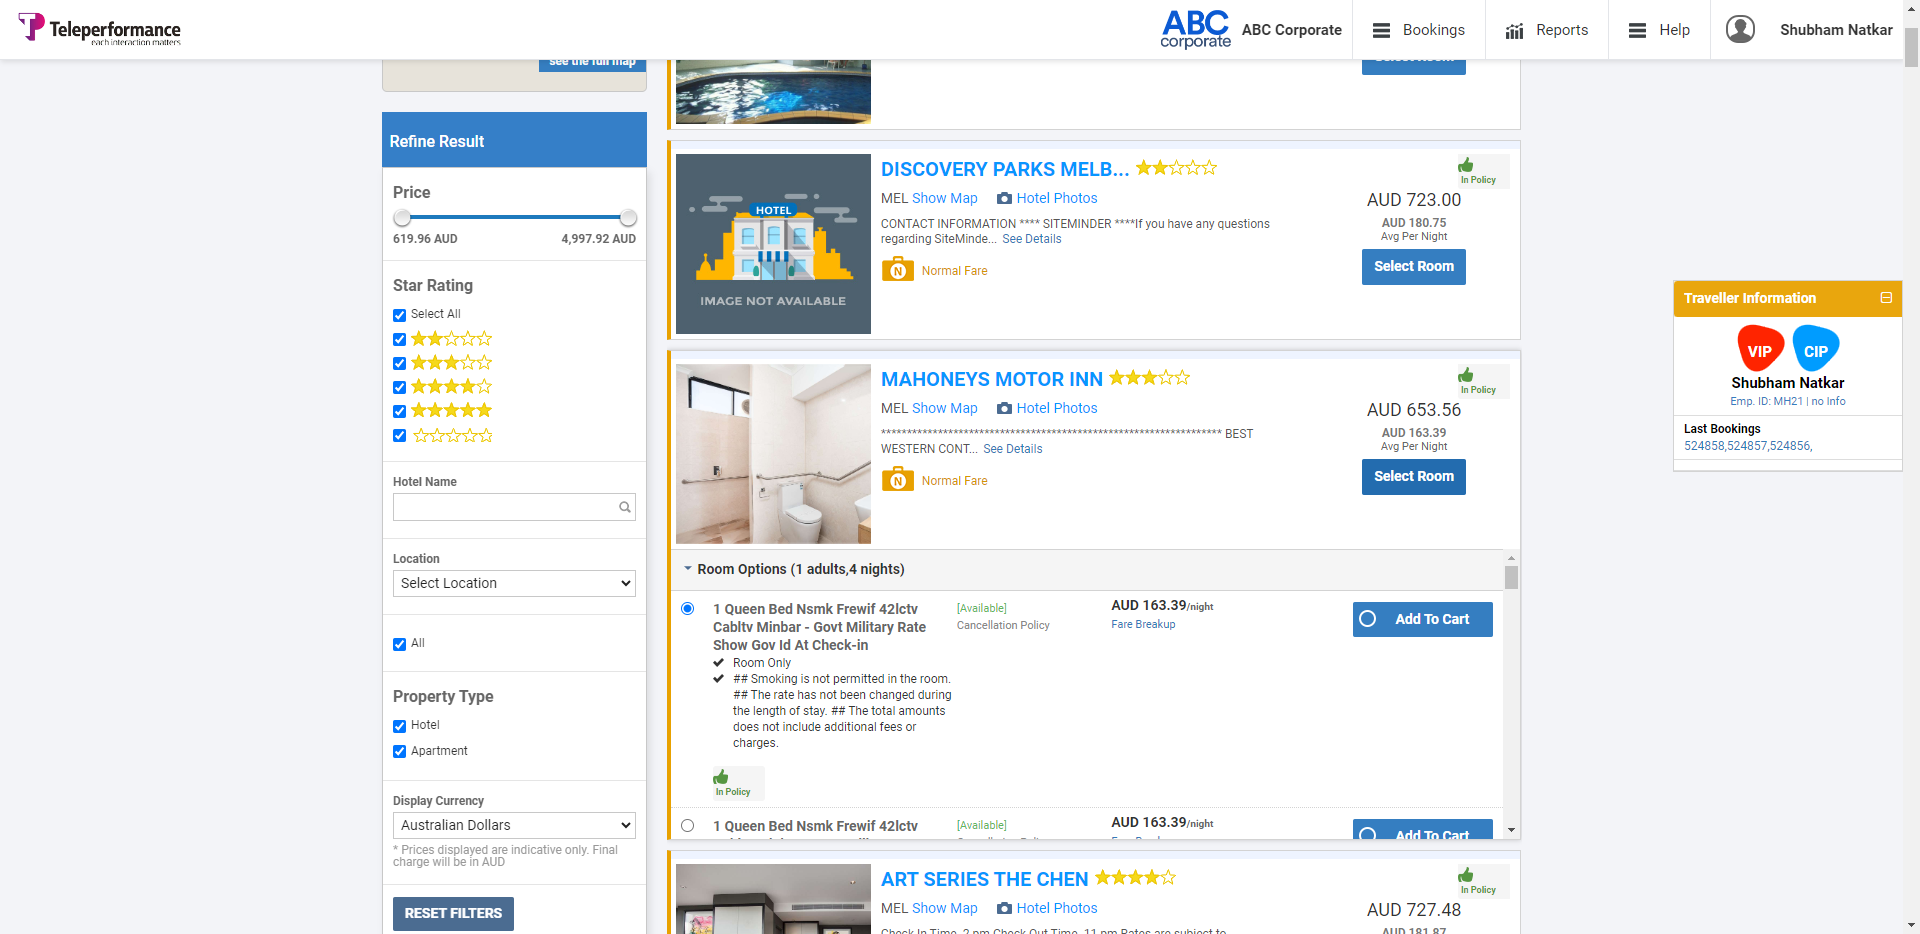 Teleperformance
each interaction matters
ABC
corporate
ABC Corporate
Bookings
Reports
Help
Shubham Natkar
see the full map
Refine Result
Price
619.96 AUD
4,997.92 AUD
Star Rating
Select All
Hotel Name
Location
Select Location
All
Property Type
Hotel
Apartment
Display Currency
Australian Dollars
* Prices displayed are indicative only. Final
charge will be in AUD
RESET FILTERS
Select Room
HOTEL
IMAGE NOT AVAILABLE
DISCOVERY PARKS MELB...
MEL Show Map Hotel Photos
CONTACT INFORMATION **** SITEMINDER ****If you have any questions
regarding SiteMinde... See Details
N Normal Fare
In Policy
AUD 723.00
AUD 180.75
Avg Per Night
Select Room
MAHONEYS MOTOR INN
MEL Show Map Hotel Photos
***************************************************************** BEST
WESTERN CONT... See Details
N Normal Fare
In Policy
AUD 653.56
AUD 163.39
Avg Per Night
Select Room
Room Options (1 adults,4 nights)
1 Queen Bed Nsmk Frewif 42lctv
Cabltv Minbar - Govt Military Rate
Show Gov Id At Check-in
Room Only
## Smoking is not permitted in the room.
## The rate has not been changed during
the length of stay. ## The total amounts
does not include additional fees or
charges.
In Policy
[Available]
Cancellation Policy
AUD 163.39/night
Fare Breakup
Add To Cart
1 Queen Bed Nsmk Frewif 42lctv
[Available]
AUD 163.39/night
Add To Cart
ART SERIES THE CHEN
MEL Show Map Hotel Photos
Check In Time, 2 pm Check Out Time, 11 pm Rates are subject to
In Policy
AUD 727.48
AUD 181.87
Traveller Information
VIP
CIP
Shubham Natkar
Emp. ID: MH21 | no Info
Last Bookings
524858,524857,524856,